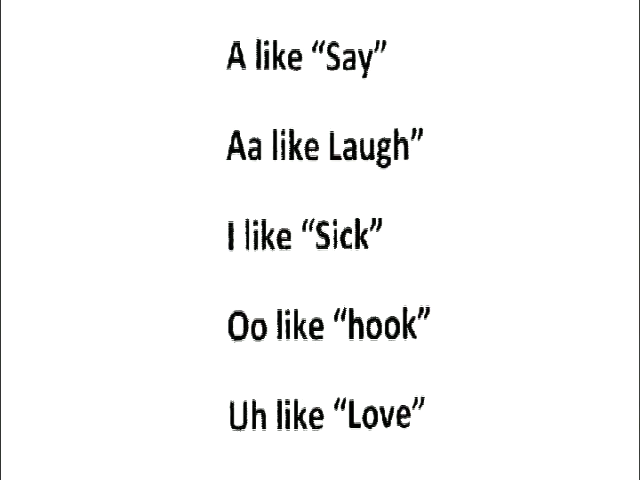 A like “Say”
Aa like Laugh”
I like “Sick”
Oo like “hook”
Uh like “Love”